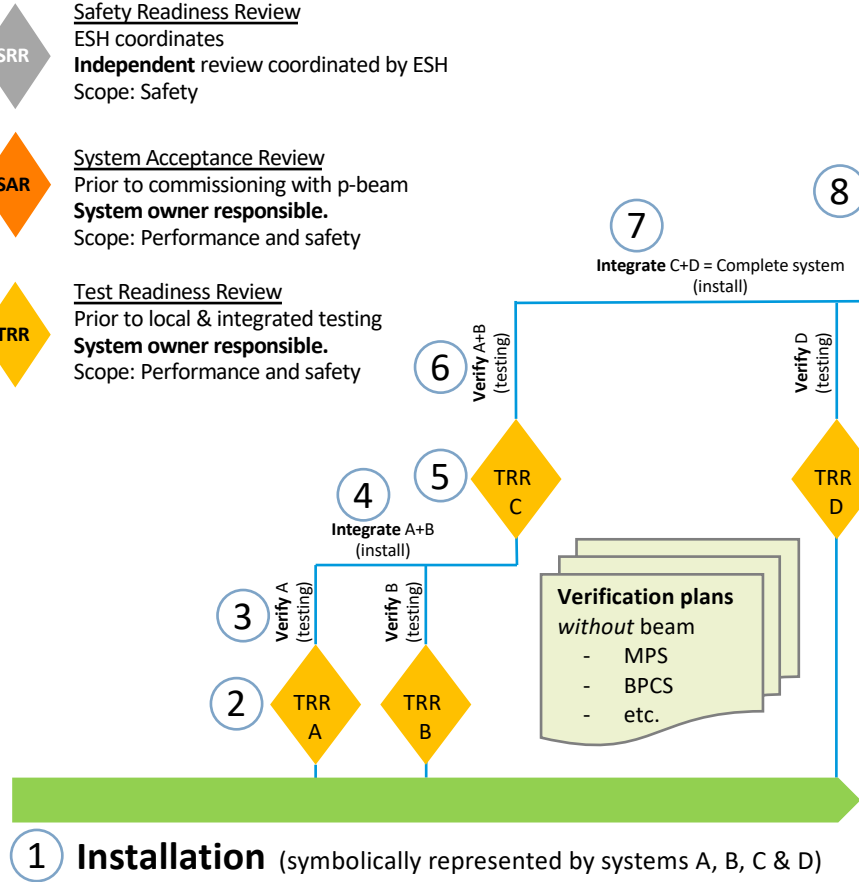 SRR
Safety Readiness Review
ESH coordinates
Independent review coordinated by ESH
Scope: Safety
SAR
System Acceptance Review
Prior to commissioning with p-beam
System owner responsible.
Scope: Performance and safety
TRR
Test Readiness Review
Prior to local & integrated testing
System owner responsible.
Scope: Performance and safety
8
7
Integrate C+D = Complete system
(install)
6
Verify A+B
(testing)
Verify D
(testing)
5
TRR
C
TRR
D
4
Integrate A+B
(install)
3
Verify A
(testing)
Verify B
(testing)
Verification plans
without beam
- MPS
- BPCS
- etc.
2
TRR
A
TRR
B
1 Installation (symbolically represented by systems A, B, C & D)